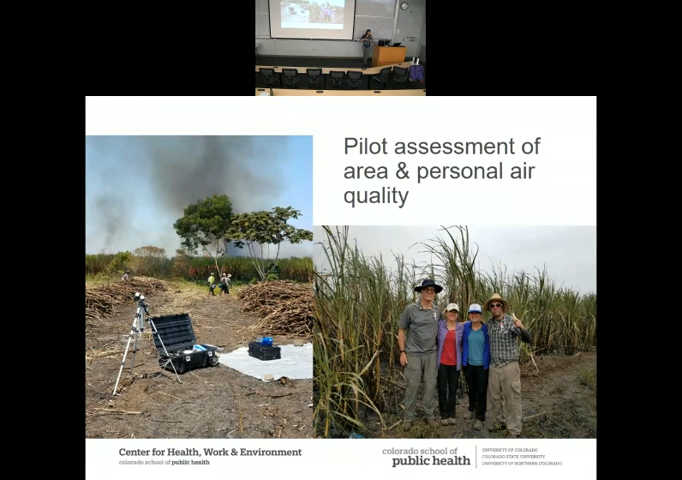 Pilot assessment of
area & personal air
quality
Center for Health, Work & Environment
colorado school of public health
colorado school of
public health
UNIVERSITY OF COLORADO
COLORADO STATE UNIVERSITY
UNIVERSITY OF NORTHERN COLORADO